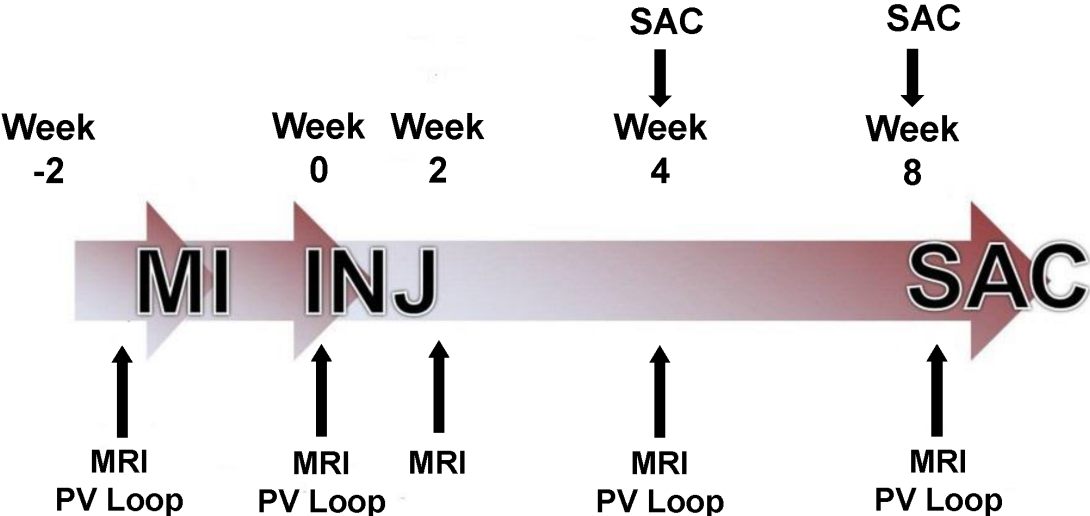 SAC SAC
Week Week Week Week Week
-2 0 2 4 8
MI INJ SAC
MRI MRI MRI MRI MRI
PV Loop PV Loop PV Loop PV Loop